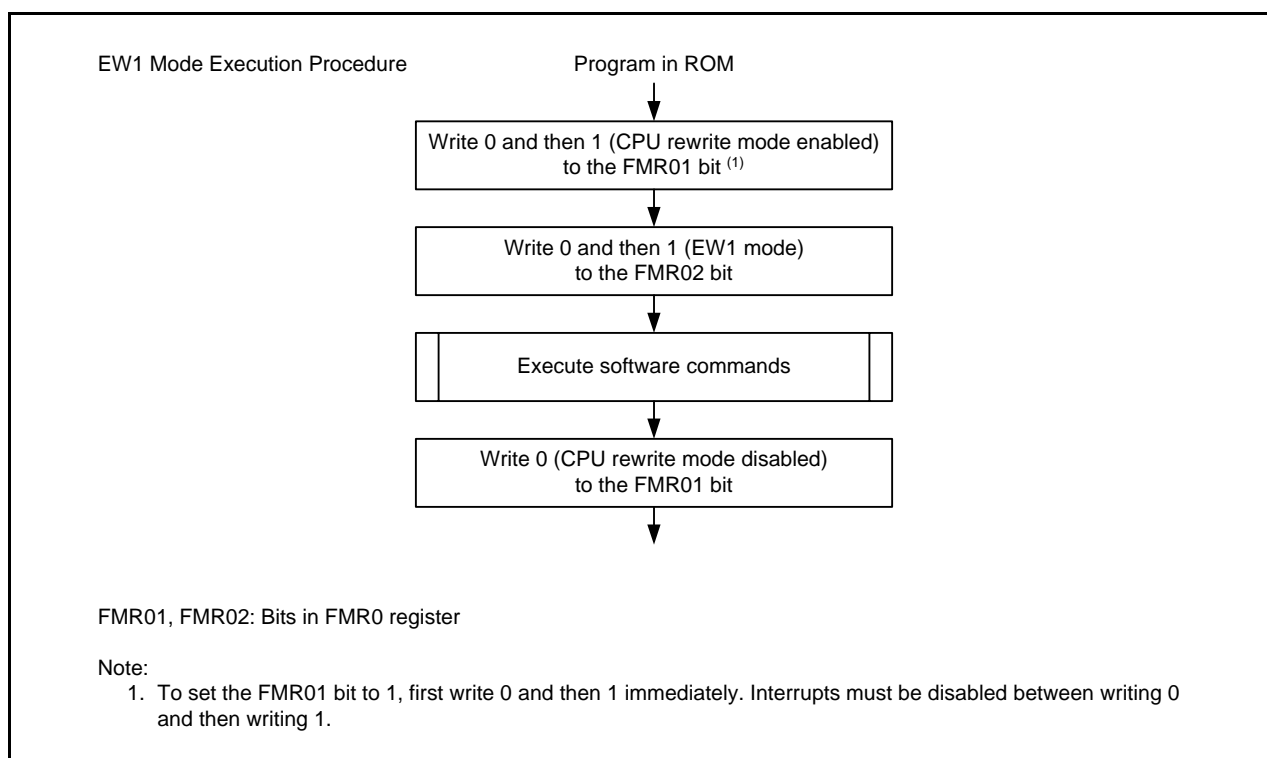 EW1 Mode Execution Procedure
Program in ROM
Write 0 and then 1 (CPU rewrite mode enabled)
to the FMR01 bit (1)
Write 0 and then 1 (EW1 mode)
to the FMR02 bit
Execute software commands
Write 0 (CPU rewrite mode disabled)
to the FMR01 bit
FMR01, FMR02: Bits in FMR0 register
Note:
1. To set the FMR01 bit to 1, first write 0 and then 1 immediately. Interrupts must be disabled between writing 0
and then writing 1.